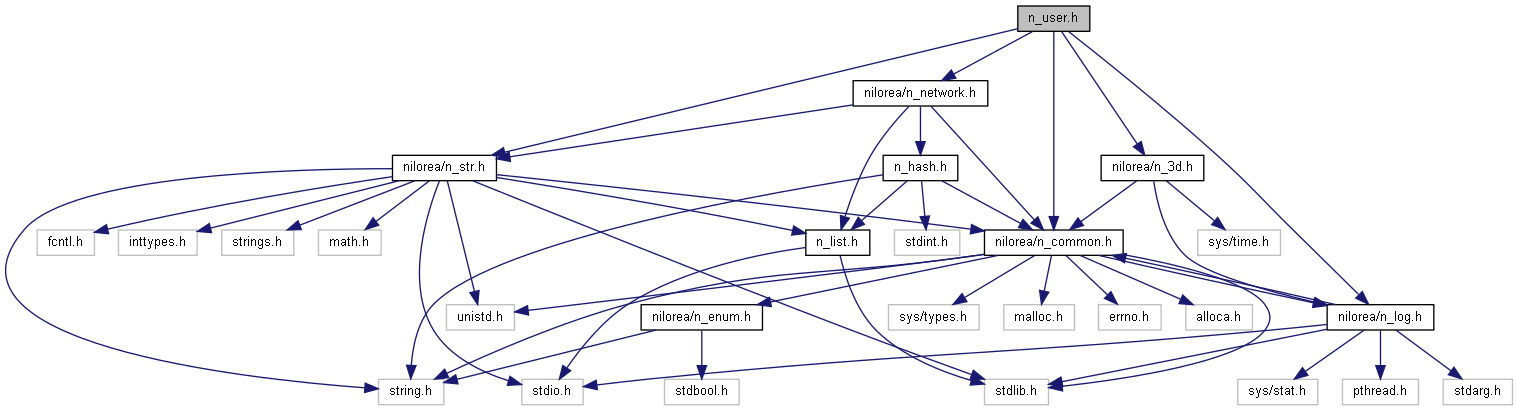 n_user.h
nilorea/n_network.h
nilorea/n_str.h
n_hash.h
nilorea/n_3d.h
fcntl.h
inttypes.h
strings.h
math.h
n_list.h
stdint.h
nilorea/n_common.h
sys/time.h
unistd.h
nilorea/n_enum.h
sys/types.h
malloc.h
errno.h
alloca.h
nilorea/n_log.h
string.h
stdio.h
stdbool.h
stdlib.h
sys/stat.h
pthread.h
stdarg.h